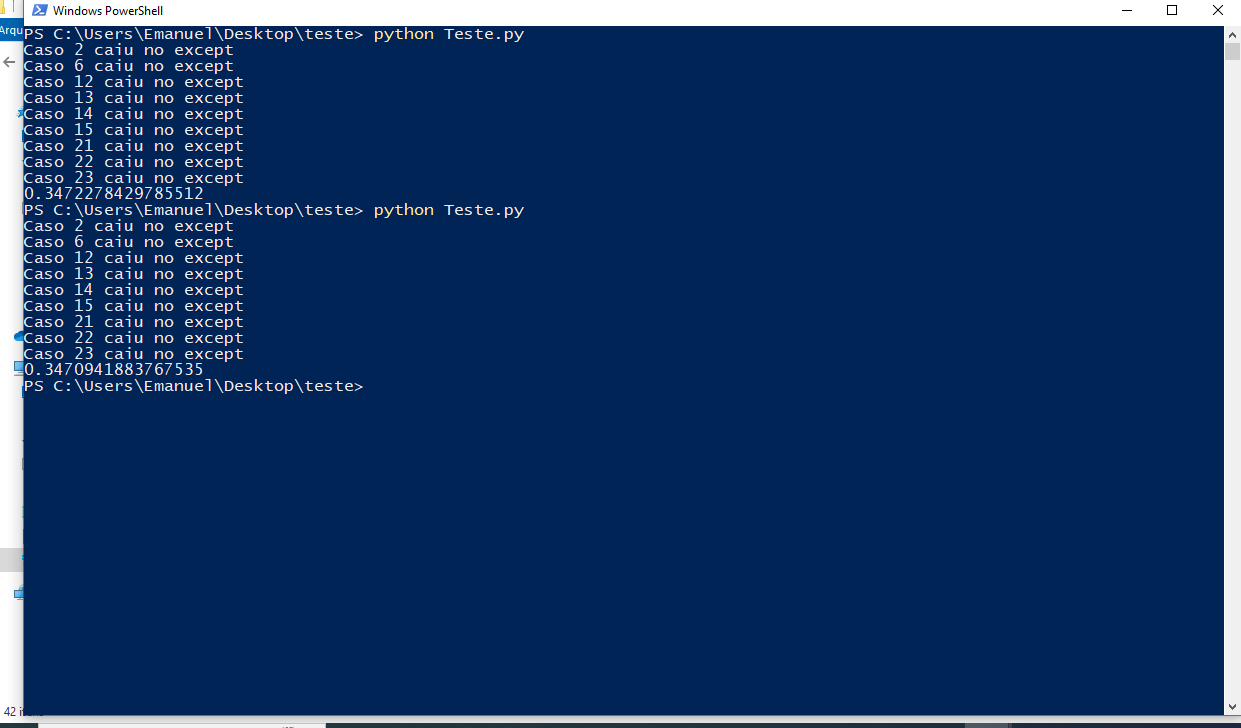 Windows PowerShell
Arqu
PS C:\Users\Emanuel\Desktop\teste> python Teste.py
Caso 2 caiu no except
Caso 6 caiu no except
Caso 12 caiu no except
Caso 13 caiu no except
Caso 14 caiu no except
Caso 15 caiu no except
Caso 21 caiu no except
Caso 22 caiu no except
Caso 23 caiu no except
0.3472278429785512
PS C:\Users\Emanuel\Desktop\teste> python Teste.py
Caso 2 caiu no except
Caso 6 caiu no except
Caso 12 caiu no except
Caso 13 caiu no except
Caso 14 caiu no except
Caso 15 caiu no except
Caso 21 caiu no except
Caso 22 caiu no except
Caso 23 caiu no except
0.3470941883767535
PS C:\Users\Emanuel\Desktop\teste>
42